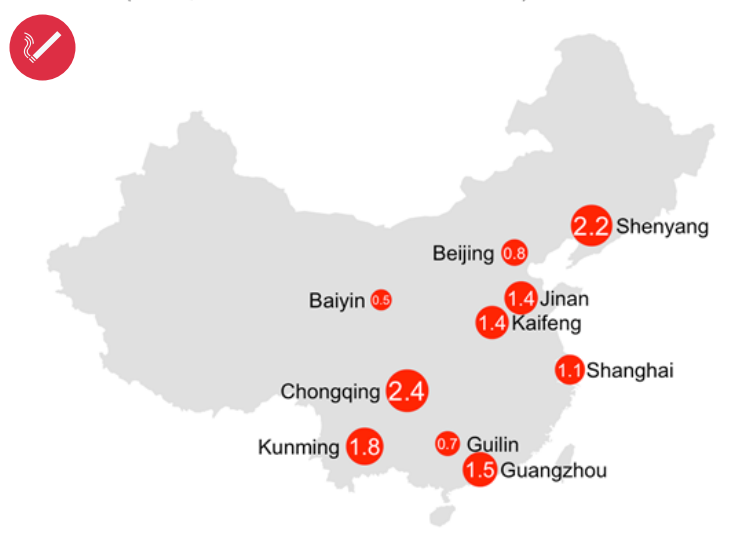 2.2 Shenyang
Beijing 0.8
Baiyin 0.5
1.4 Jinan
1.4 Kaifeng
1.1 Shanghai
Chongqing 2.4
Kunming 1.8
0.7 Guilin
1.5 Guangzhou